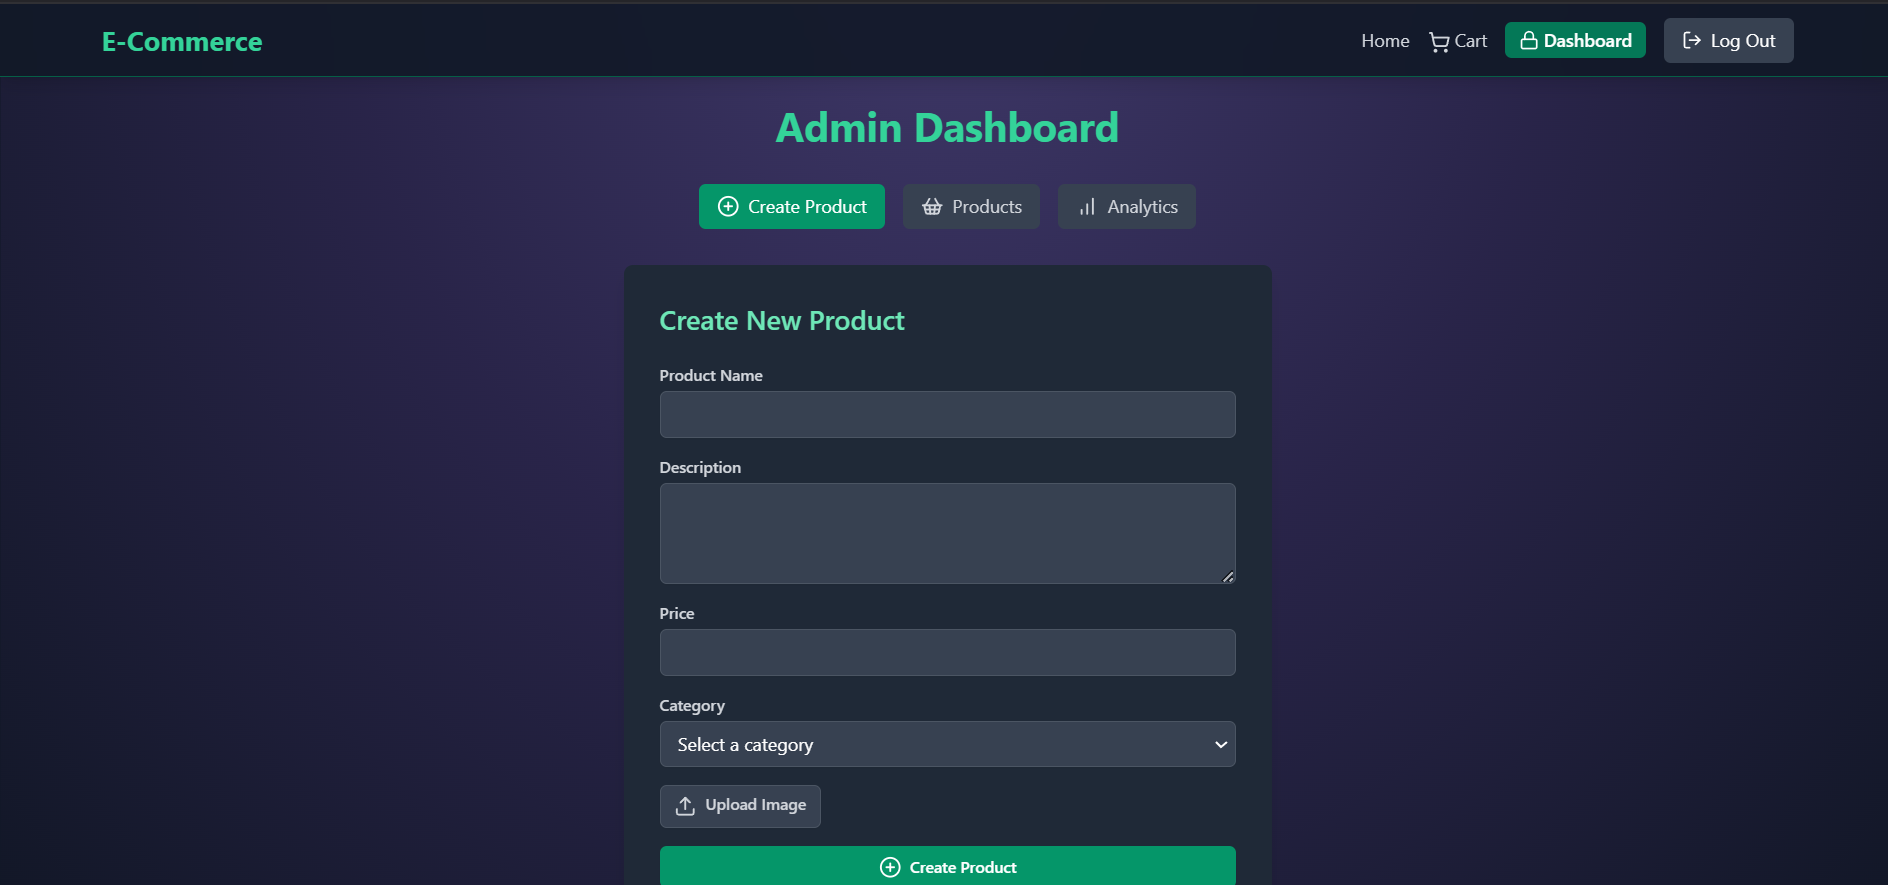 E-Commerce
Home Cart Dashboard Log Out
Admin Dashboard
Create Product Products Analytics
Create New Product
Product Name
Description
Price
Category
Select a category
Upload Image
Create Product